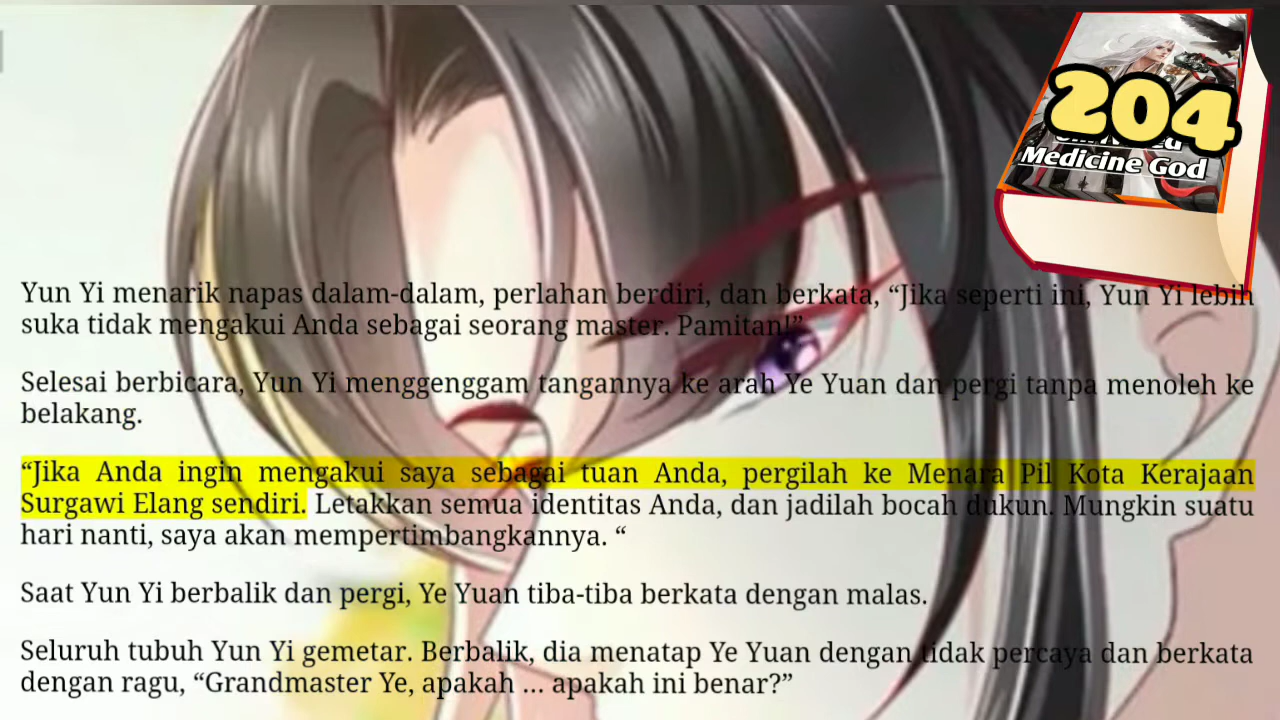 204
Medicine God
Yun Yi menarik napas dalam-dalam, perlahan berdiri, dan berkata, “Jika seperti ini, Yun Yi lebih
suka tidak mengakui Anda sebagai seorang master. Pamitan!”
Selesai berbicara, Yun Yi menggenggam tangannya ke arah Ye Yuan dan pergi tanpa menoleh ke
belakang.
“Jika Anda ingin mengakui saya sebagai tuan Anda, pergilah ke Menara Pil Kota Kerajaan
Surgawi Elang sendiri. Letakkan semua identitas Anda, dan jadilah bocah dukun. Mungkin suatu
hari nanti, saya akan mempertimbangkannya. “
Saat Yun Yi berbalik dan pergi, Ye Yuan tiba-tiba berkata dengan malas.
Seluruh tubuh Yun Yi gemetar. Berbalik, dia menatap Ye Yuan dengan tidak percaya dan berkata
dengan ragu, “Grandmaster Ye, apakah … apakah ini benar?”